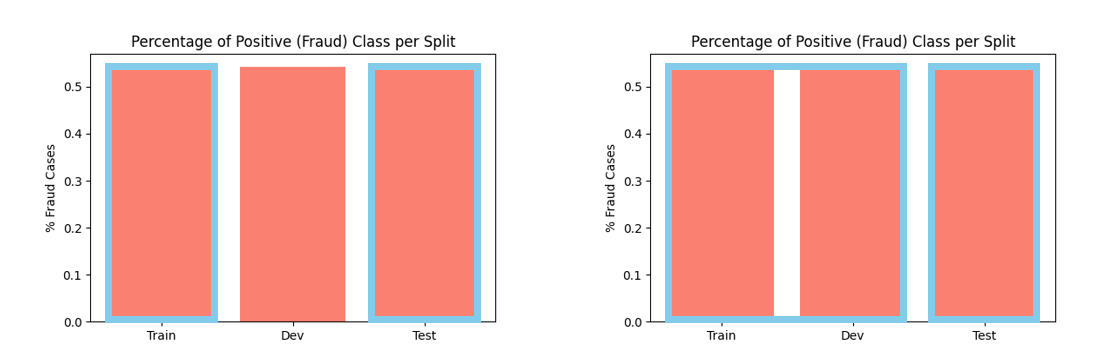 Percentage of Positive (Fraud) Class per Split
% Fraud Cases
0.5
0.4
0.3
0.2
0.1
0.0
Train Dev Test
Percentage of Positive (Fraud) Class per Split
% Fraud Cases
0.5
0.4
0.3
0.2
0.1
0.0
Train Dev Test